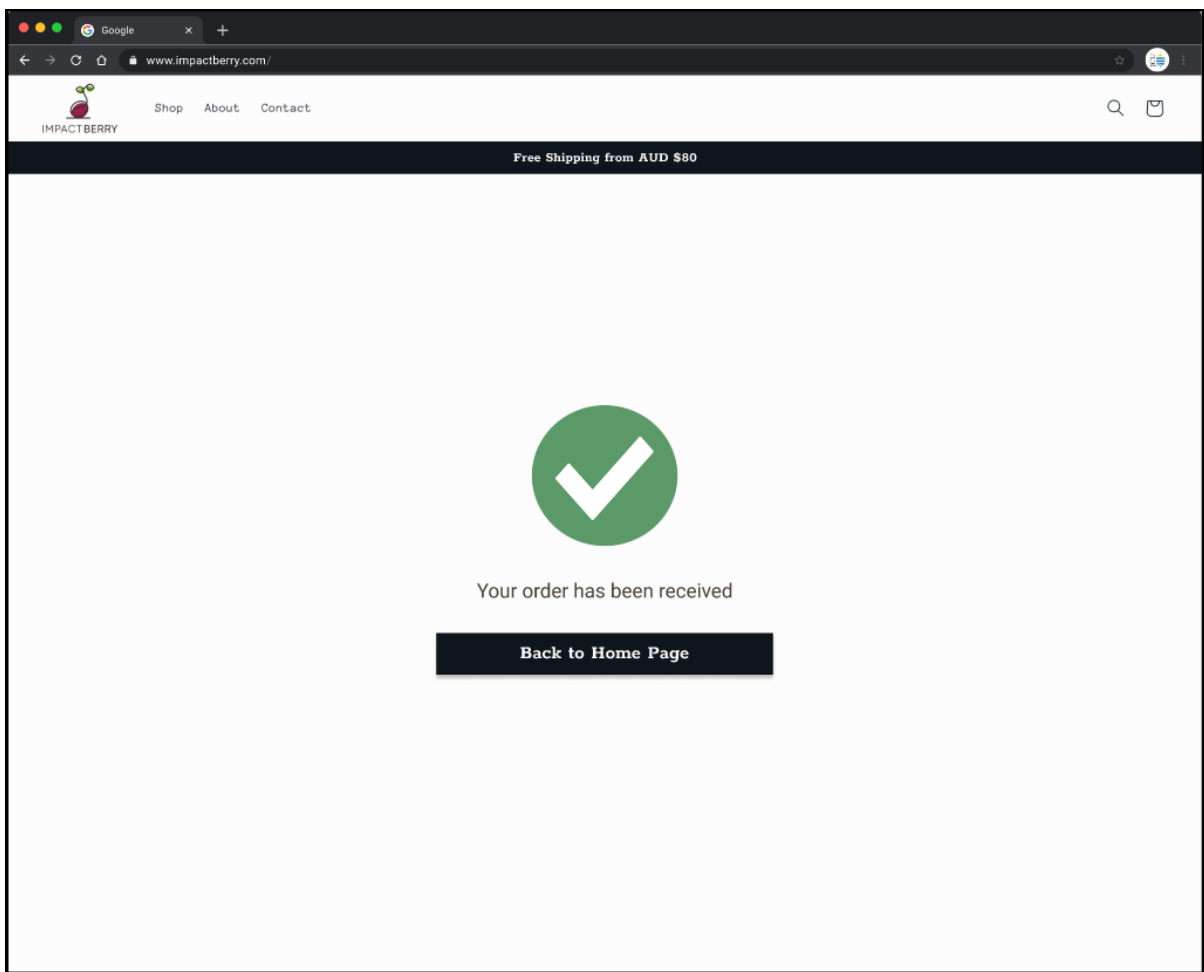 Google
www.impactberry.com/
IMPACTBERRY
Shop About Contact
Free Shipping from AUD $80
Your order has been received
Back to Home Page